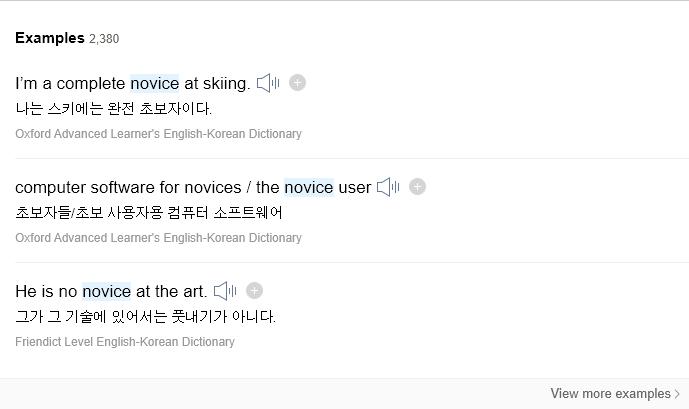 Examples 2,380
I'm a complete novice at skiing.
나는 스키에는 완전 초보자이다.
Oxford Advanced Learner's English-Korean Dictionary
computer software for novices / the novice user
초보자들/초보 사용자용 컴퓨터 소프트웨어
Oxford Advanced Learner's English-Korean Dictionary
He is no novice at the art.
그가 그 기술에 있어서는 풋내기가 아니다.
Friendict Level English-Korean Dictionary
View more examples